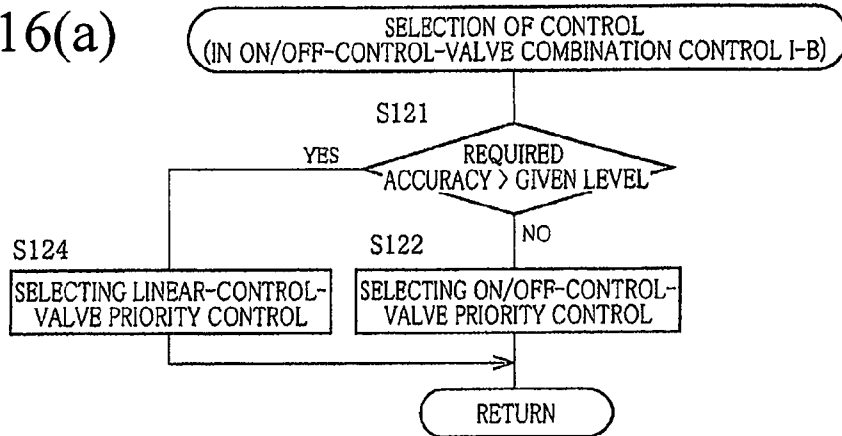 16(a)
SELECTION OF CONTROL
(IN ON/OFF-CONTROL-VALVE COMBINATION CONTROL I-B)
S121
YES
REQUIRED
ACCURACY > GIVEN LEVEL
NO
S124
S122
SELECTING LINEAR-CONTROL-
VALVE PRIORITY CONTROL
SELECTING ON/OFF-CONTROL-
VALVE PRIORITY CONTROL
RETURN